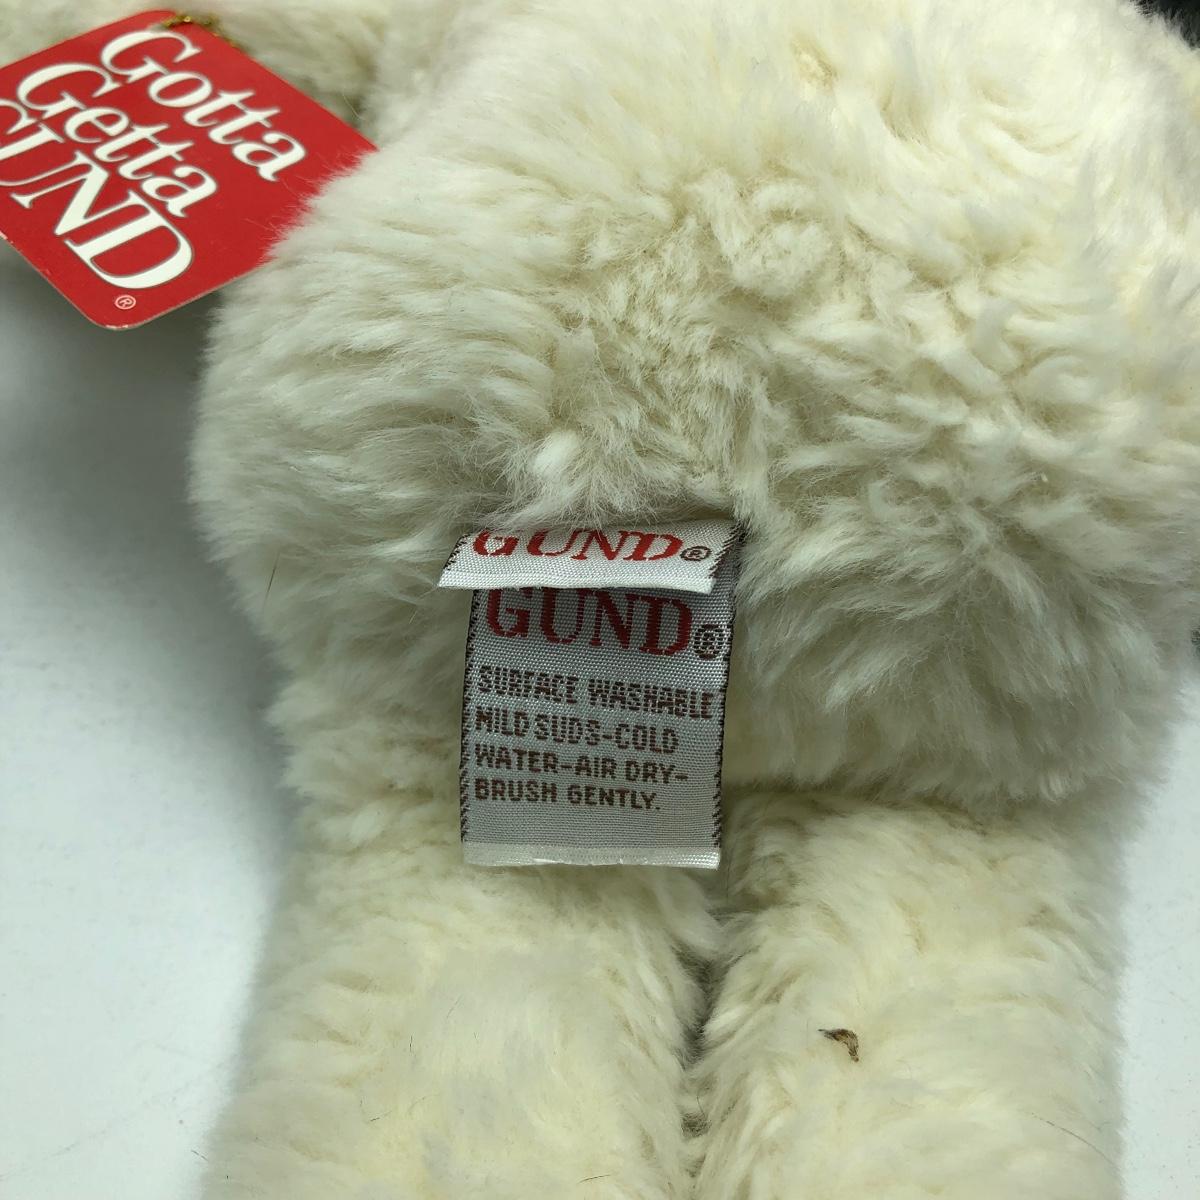 Gotta
Getta
GUND
®
GUND®
GUND®
SURFACE WASHABLE
MILD SUDS-COLD
WATER-AIR DRY-
BRUSH GENTLY.